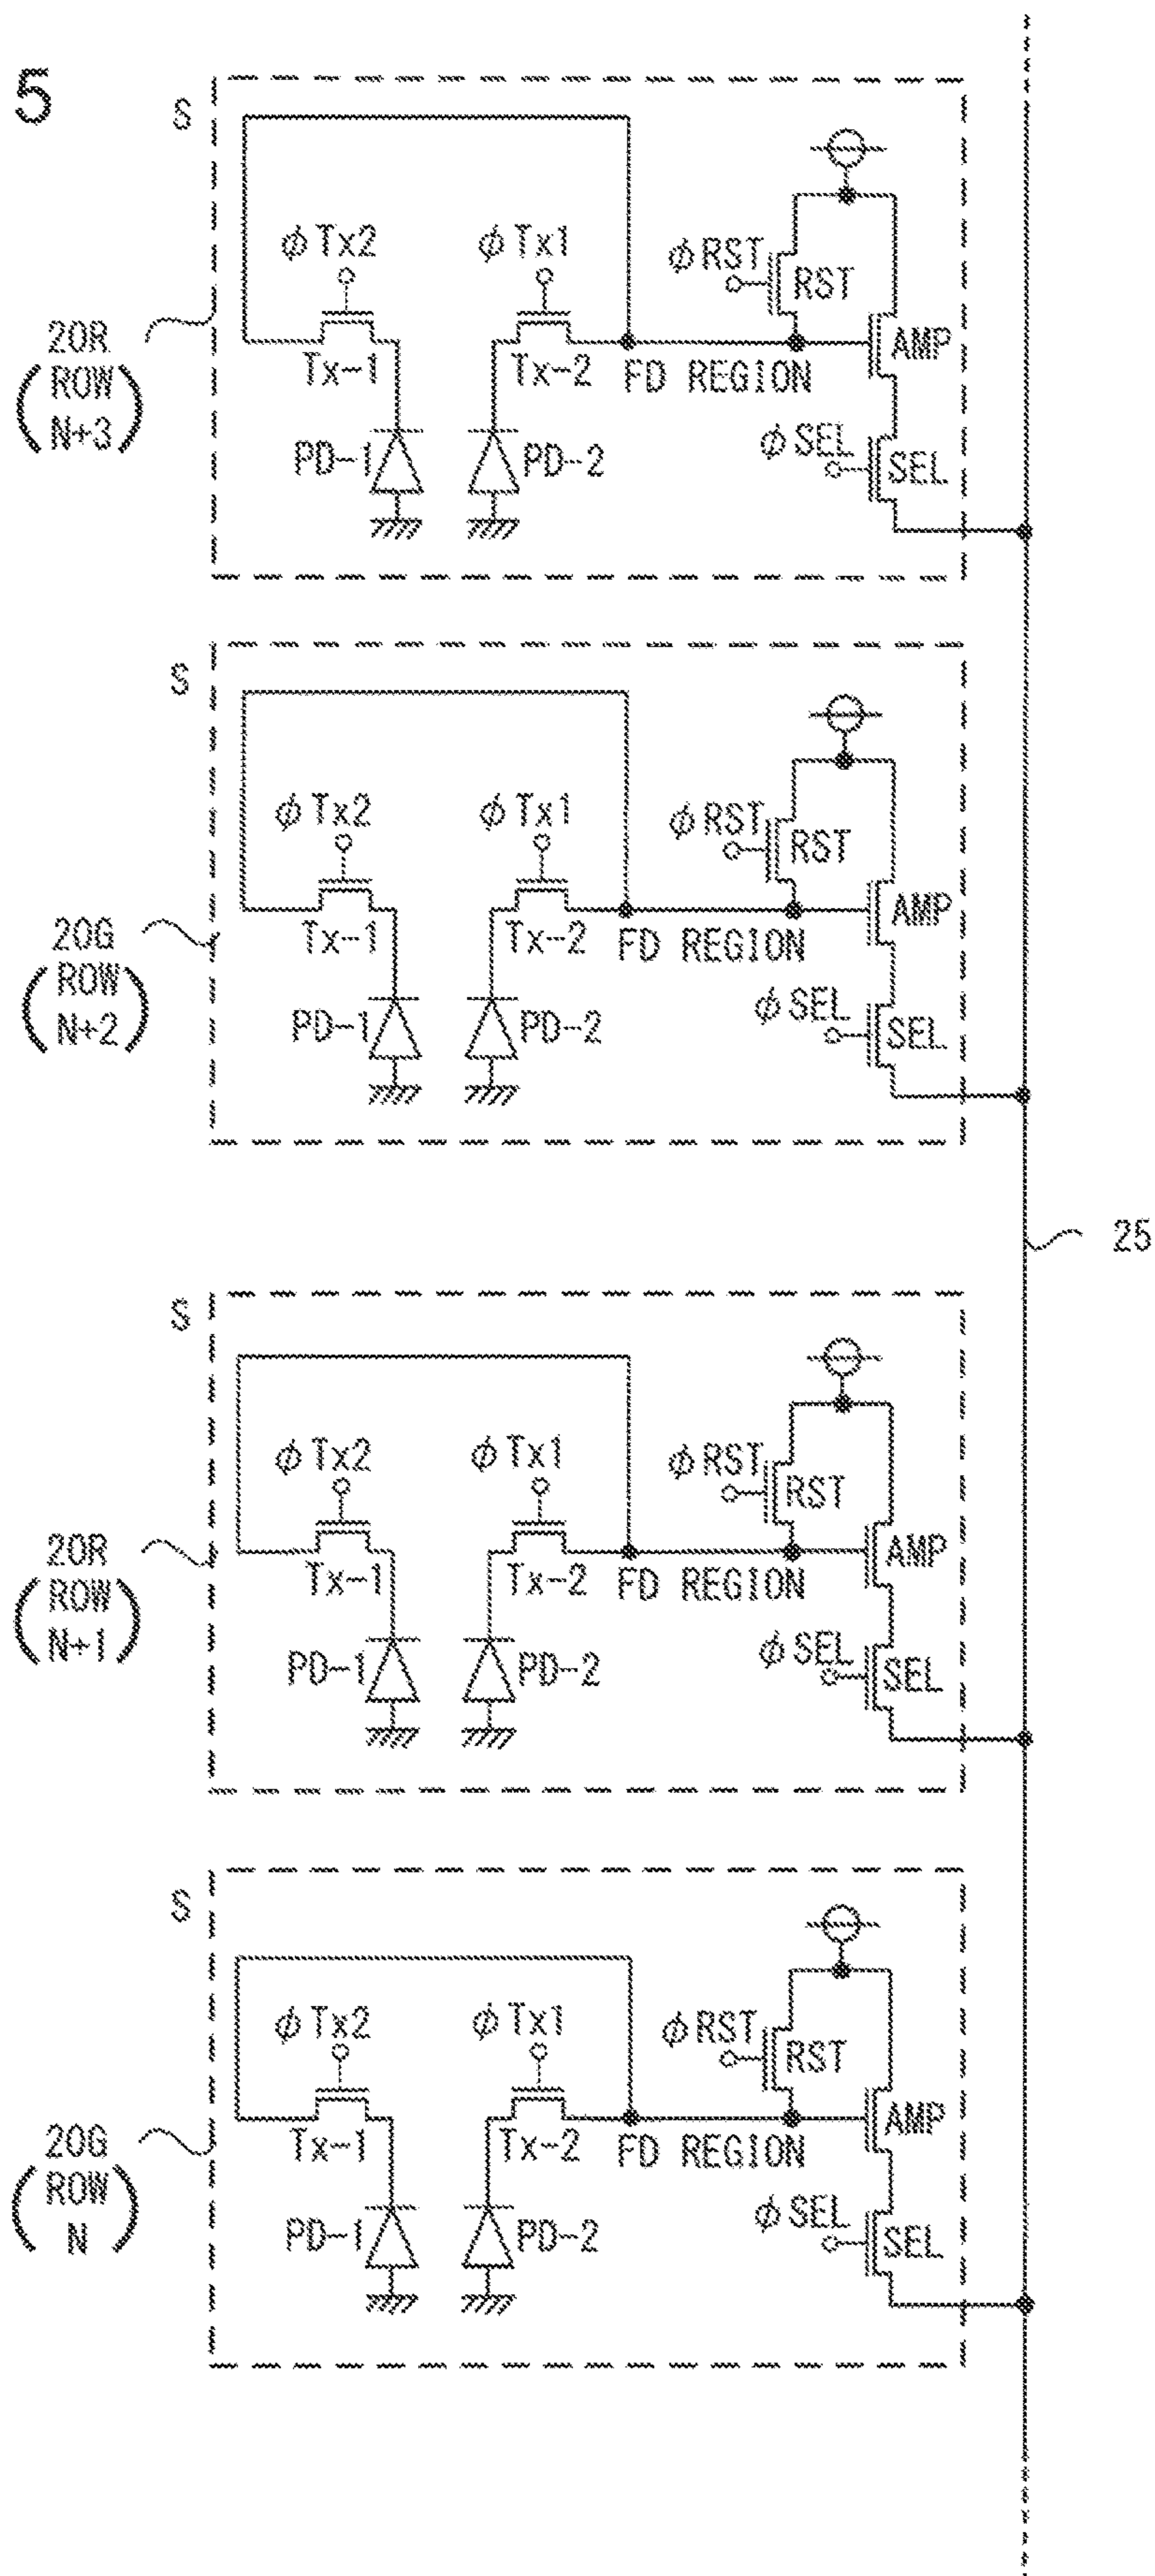 5
S
φTx2 φTx1
φRST
RST
20R
(ROW N+3)
Tx-1 Tx-2
FD REGION
AMP
φSEL
SEL
PD-1 PD-2
S
φTx2 φTx1
φRST
RST
20G
(ROW N+2)
Tx-1 Tx-2
FD REGION
AMP
φSEL
SEL
PD-1 PD-2
25
S
φTx2 φTx1
φRST
RST
20R
(ROW N+1)
Tx-1 Tx-2
FD REGION
AMP
φSEL
SEL
PD-1 PD-2
S
φTx2 φTx1
φRST
RST
20G
(ROW N)
Tx-1 Tx-2
FD REGION
AMP
φSEL
SEL
PD-1 PD-2